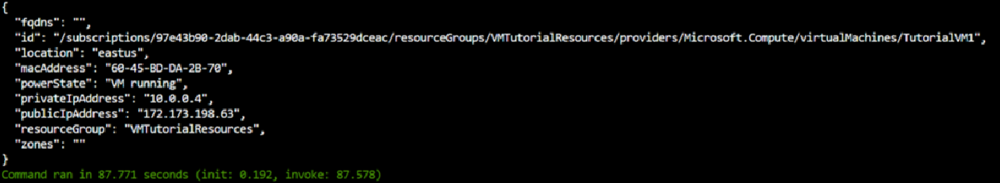 {
  "fqdns": "",
  "id": "/subscriptions/97e43b90-2dab-44c3-a90a-fa73529dceac/resourceGroups/VMTutorialResources/providers/Microsoft.Compute/virtualMachines/TutorialVM1",
  "location": "eastus",
  "macAddress": "60-45-BD-DA-2B-70",
  "powerState": "VM running",
  "privateIpAddress": "10.0.0.4",
  "publicIpAddress": "172.173.198.63",
  "resourceGroup": "VMTutorialResources",
  "zones": ""
}
Command ran in 87.771 seconds (init: 0.192, invoke: 87.578)